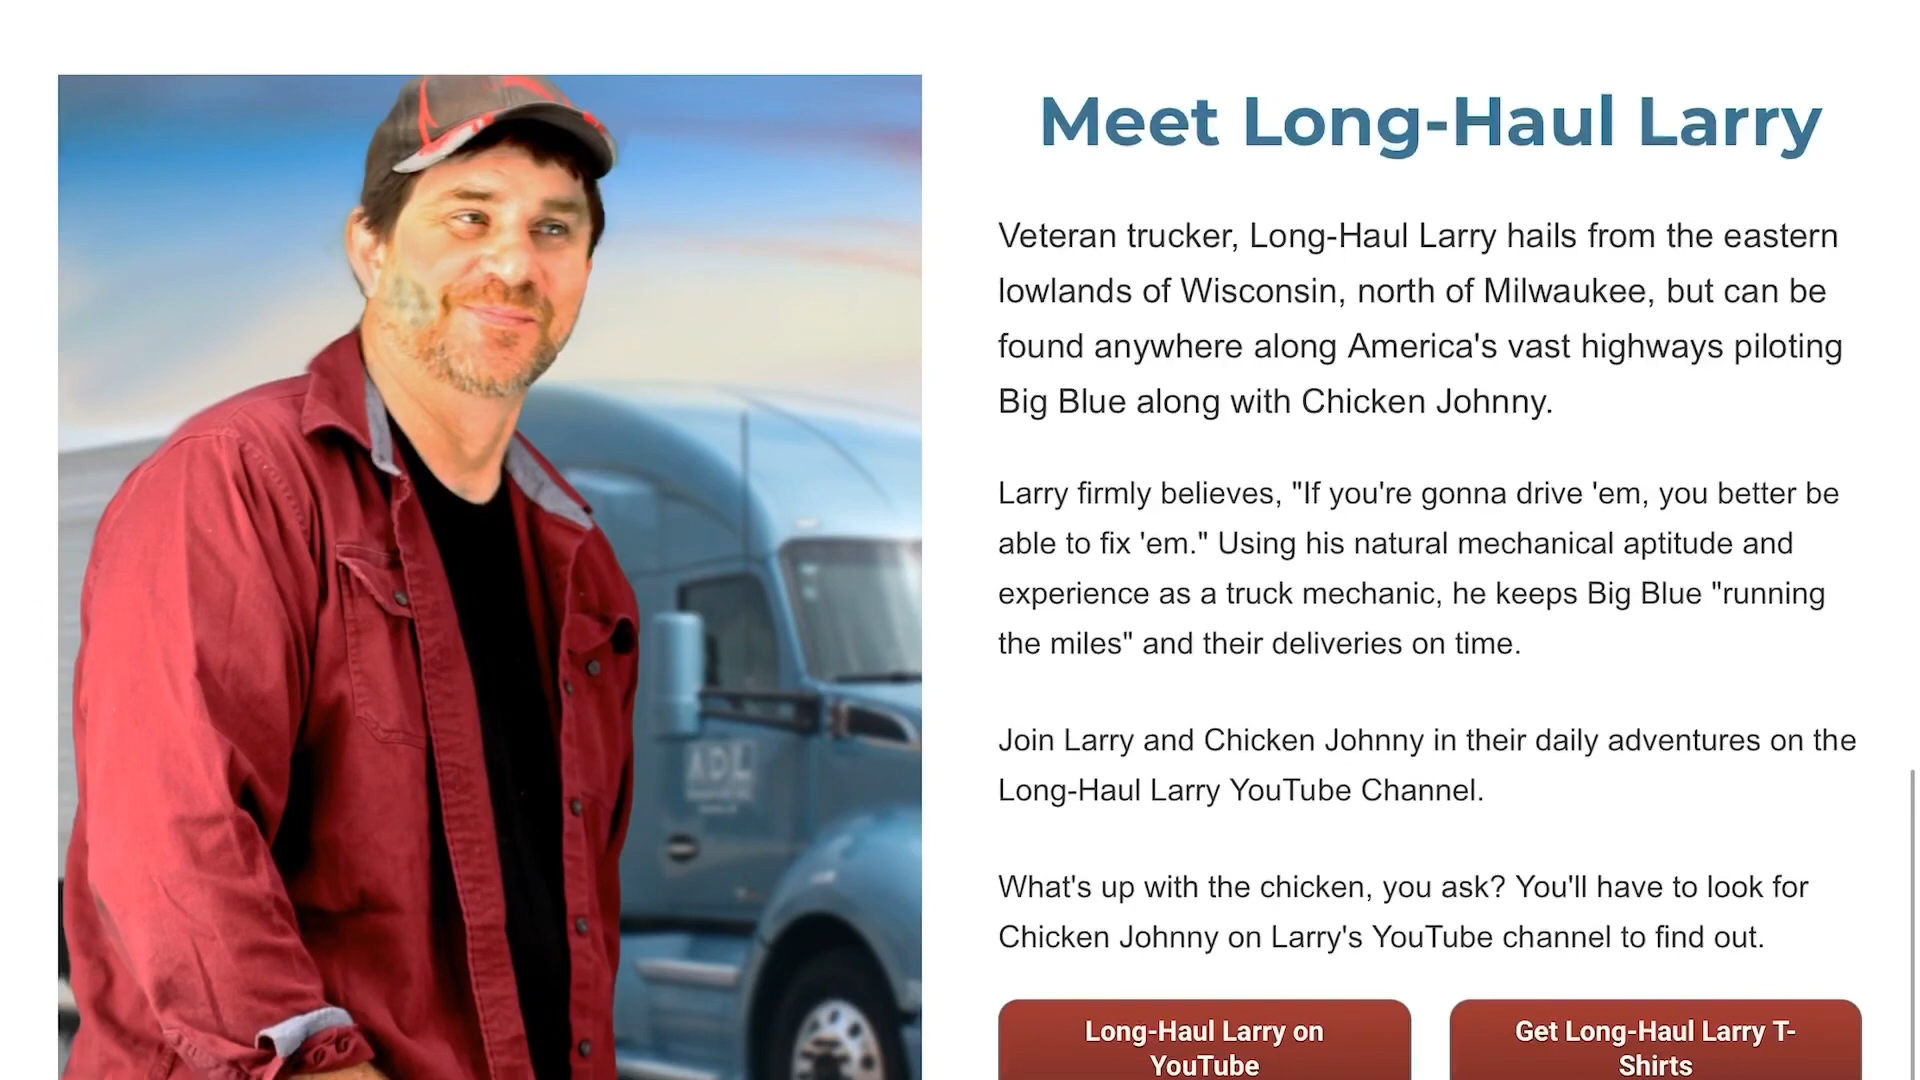 Meet Long-Haul Larry
Veteran trucker, Long-Haul Larry hails from the eastern
lowlands of Wisconsin, north of Milwaukee, but can be
found anywhere along America's vast highways piloting
Big Blue along with Chicken Johnny.
Larry firmly believes, "If you're gonna drive 'em, you better be
able to fix 'em." Using his natural mechanical aptitude and
experience as a truck mechanic, he keeps Big Blue "running
the miles" and their deliveries on time.
Join Larry and Chicken Johnny in their daily adventures on the
Long-Haul Larry YouTube Channel.
What's up with the chicken, you ask? You'll have to look for
Chicken Johnny on Larry's YouTube channel to find out.
Long-Haul Larry on
YouTube
Get Long-Haul Larry T-
Shirts
ADL